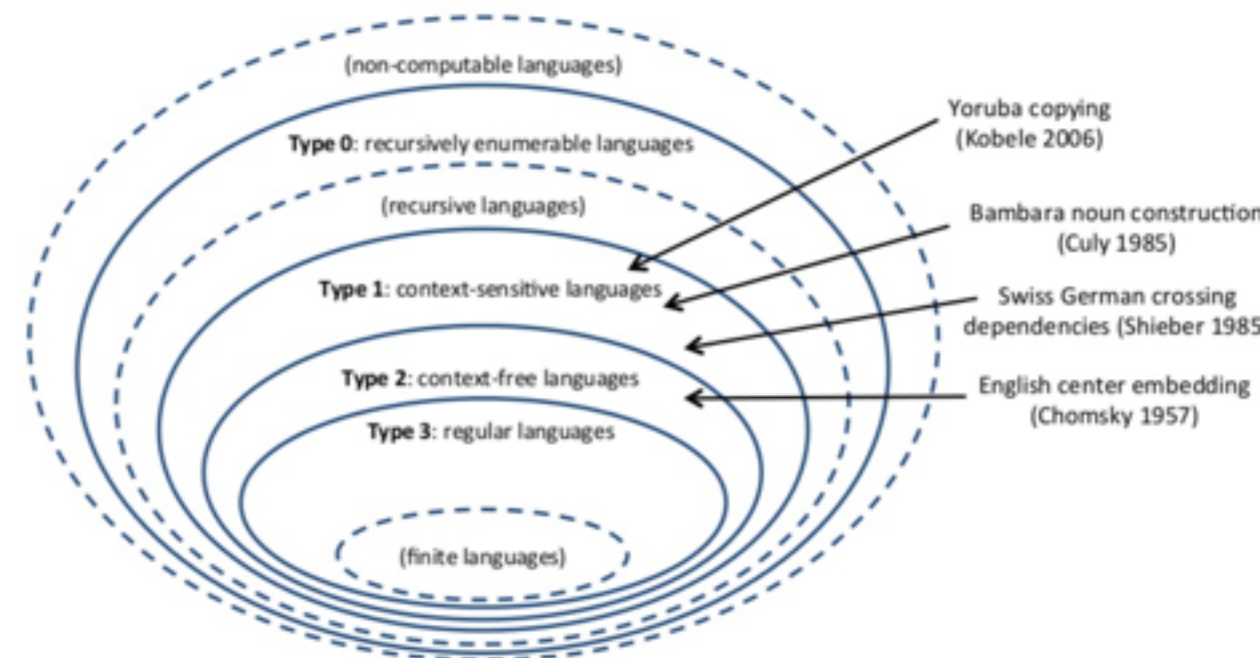 (non-computable languages)
Type 0: recursively enumerable languages
(recursive languages)
Type 1: context-sensitive languages
Type 2: context-free languages
Type 3: regular languages
(finite languages)
Yoruba copying
(Kobele 2006)
Bambara noun construction
(Culy 1985)
Swiss German crossing
dependencies (Shieber 1985
English center embedding
(Chomsky 1957)